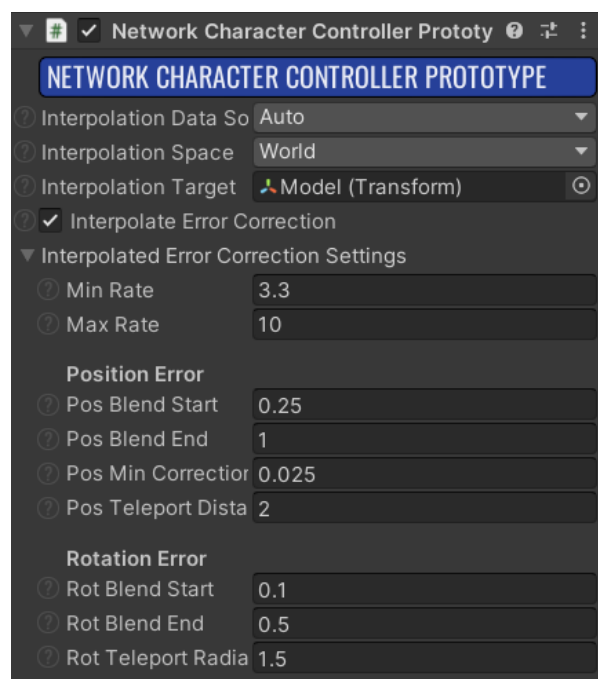 # Network Character Controller Prototy
NETWORK CHARACTER CONTROLLER PROTOTYPE
Interpolation Data So Auto
Interpolation Space World
Interpolation Target Model (Transform)
Interpolate Error Correction
Interpolated Error Correction Settings
Min Rate 3.3
Max Rate 10
Position Error
Pos Blend Start 0.25
Pos Blend End 1
Pos Min Correction 0.025
Pos Teleport Dista 2
Rotation Error
Rot Blend Start 0.1
Rot Blend End 0.5
Rot Teleport Radia 1.5